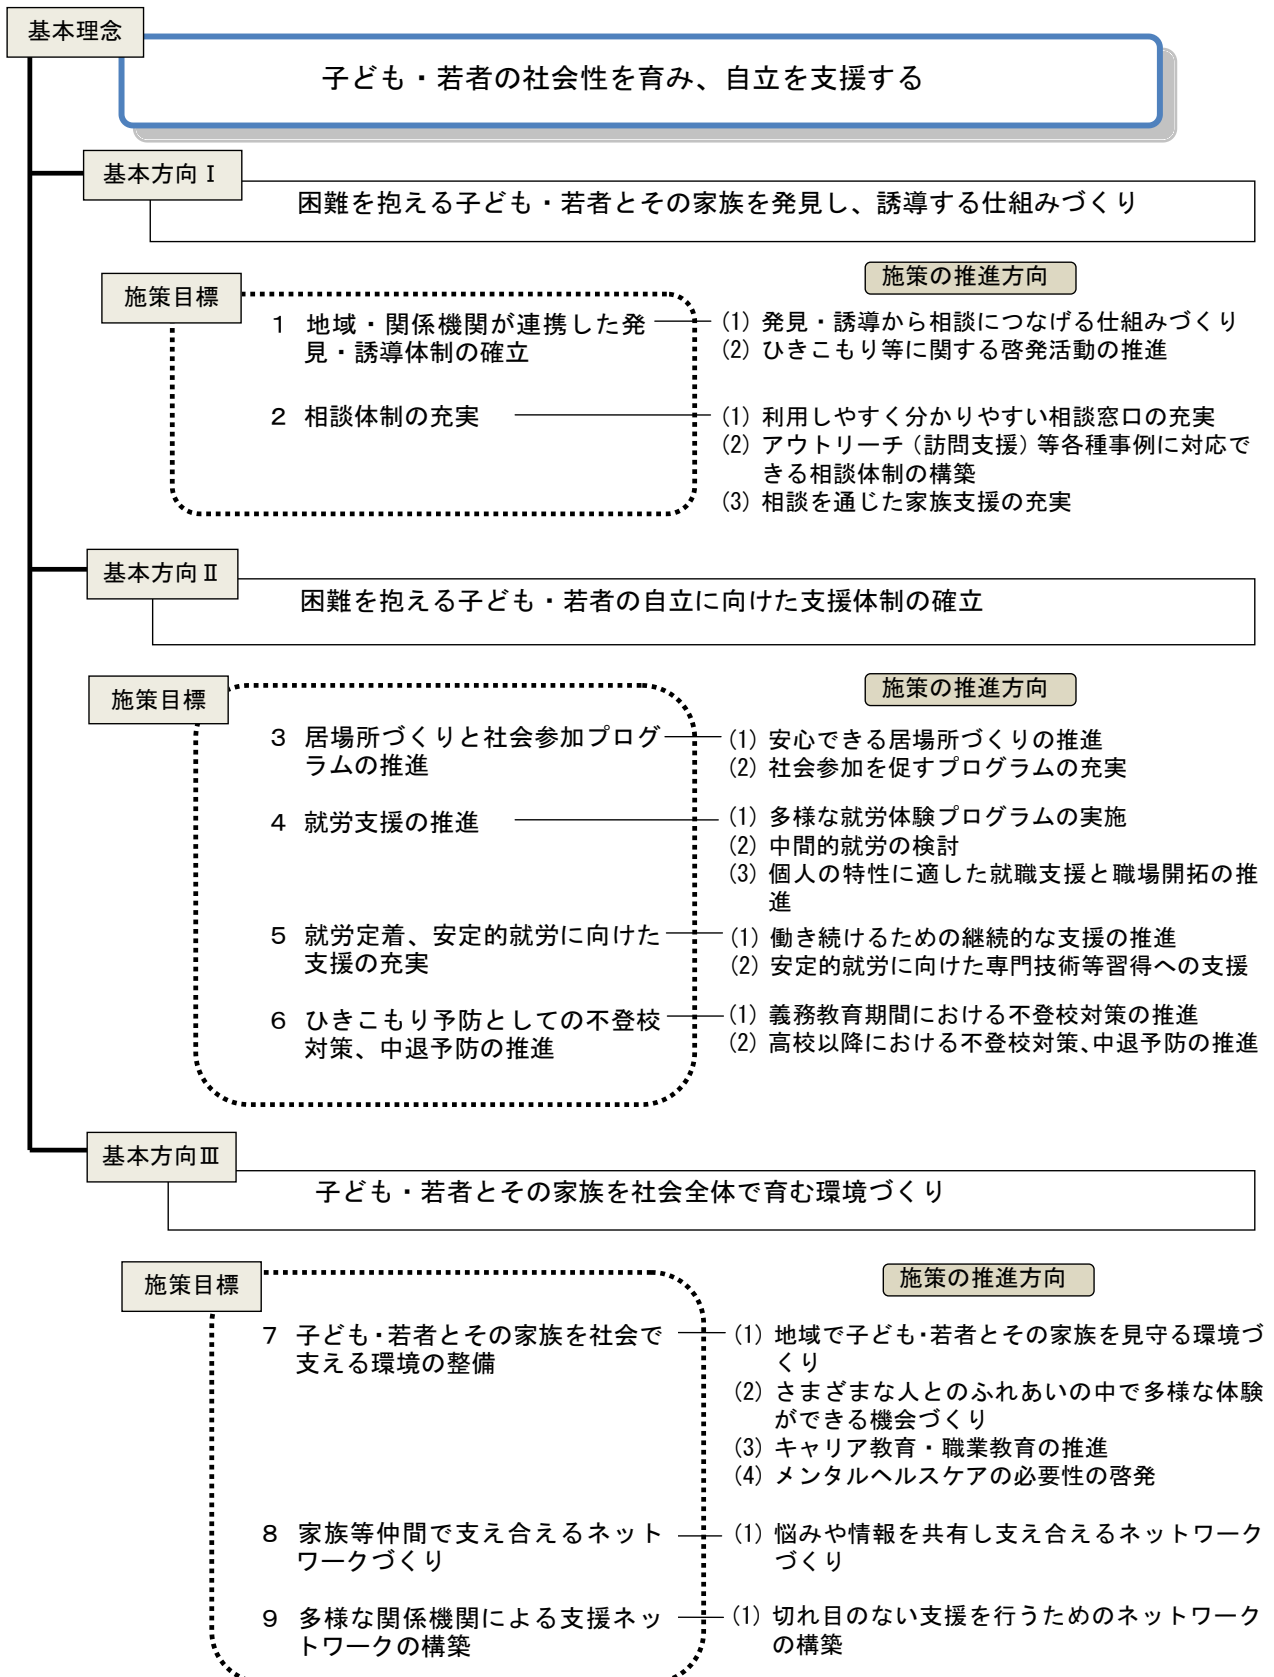 基本理念
子ども・若者の社会性を育み、自立を支援する
基本方向Ⅰ
困難を抱える子ども・若者とその家族を発見し、誘導する仕組みづくり
施策目標
施策の推進方向
1 地域・関係機関が連携した発
見・誘導体制の確立
(1) 発見・誘導から相談につなげる仕組みづくり
(2) ひきこもり等に関する啓発活動の推進
2 相談体制の充実
(1) 利用しやすく分かりやすい相談窓口の充実
(2) アウトリーチ（訪問支援）等各種事例に対応で
きる相談体制の構築
(3) 相談を通じた家族支援の充実
基本方向Ⅱ
困難を抱える子ども・若者の自立に向けた支援体制の確立
施策目標
施策の推進方向
3 居場所づくりと社会参加プログ
ラムの推進
(1) 安心できる居場所づくりの推進
(2) 社会参加を促すプログラムの充実
4 就労支援の推進
(1) 多様な就労体験プログラムの実施
(2) 中間的就労の検討
(3) 個人の特性に適した就職支援と職場開拓の推
進
5 就労定着、安定的就労に向けた
支援の充実
(1) 働き続けるための継続的な支援の推進
(2) 安定的就労に向けた専門技術等習得への支援
6 ひきこもり予防としての不登校
対策、中退予防の推進
(1) 義務教育期間における不登校対策の推進
(2) 高校以降における不登校対策、中退予防の推進
基本方向Ⅲ
子ども・若者とその家族を社会全体で育む環境づくり
施策目標
施策の推進方向
7 子ども・若者とその家族を社会で
支える環境の整備
(1) 地域で子ども・若者とその家族を見守る環境づ
くり
(2) さまざまな人とのふれあいの中で多様な体験
ができる機会づくり
(3) キャリア教育・職業教育の推進
(4) メンタルヘルスケアの必要性の啓発
8 家族等仲間で支え合えるネット
ワークづくり
(1) 悩みや情報を共有し支え合えるネットワーク
づくり
9 多様な関係機関による支援ネッ
トワークの構築
(1) 切れ目のない支援を行うためのネットワーク
の構築